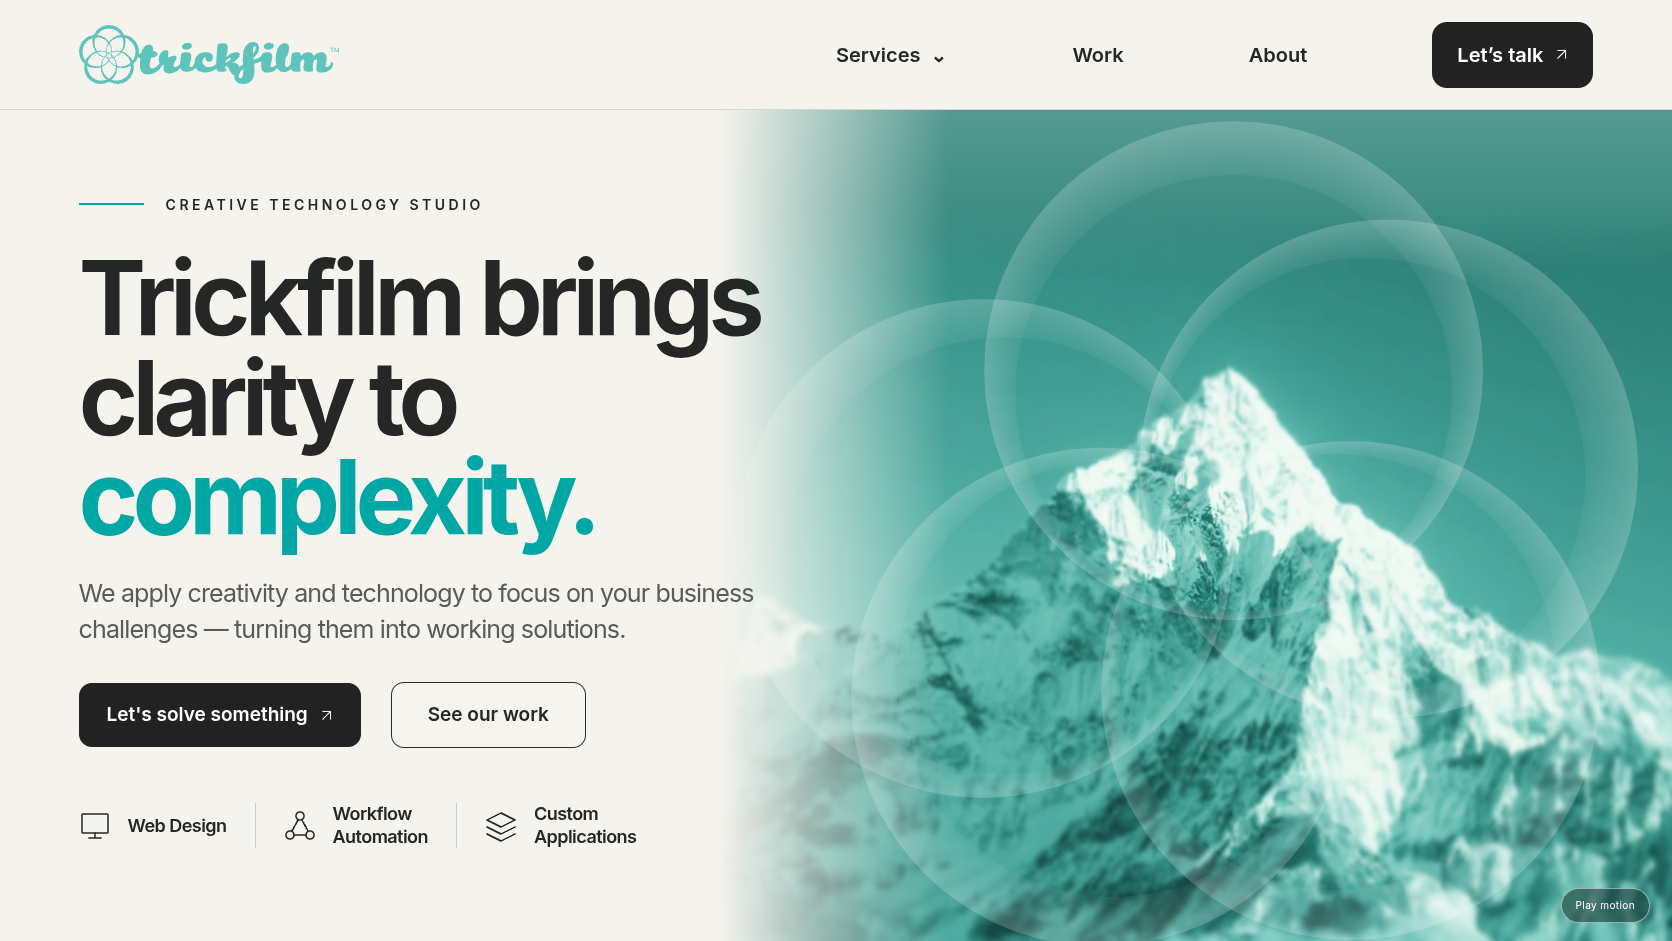 trickfilm™
Services
Work
About
Let’s talk
CREATIVE TECHNOLOGY STUDIO
Trickfilm brings
clarity to
complexity.
We apply creativity and technology to focus on your business
challenges — turning them into working solutions.
Let's solve something
See our work
Web Design
Workflow
Automation
Custom
Applications
Play motion